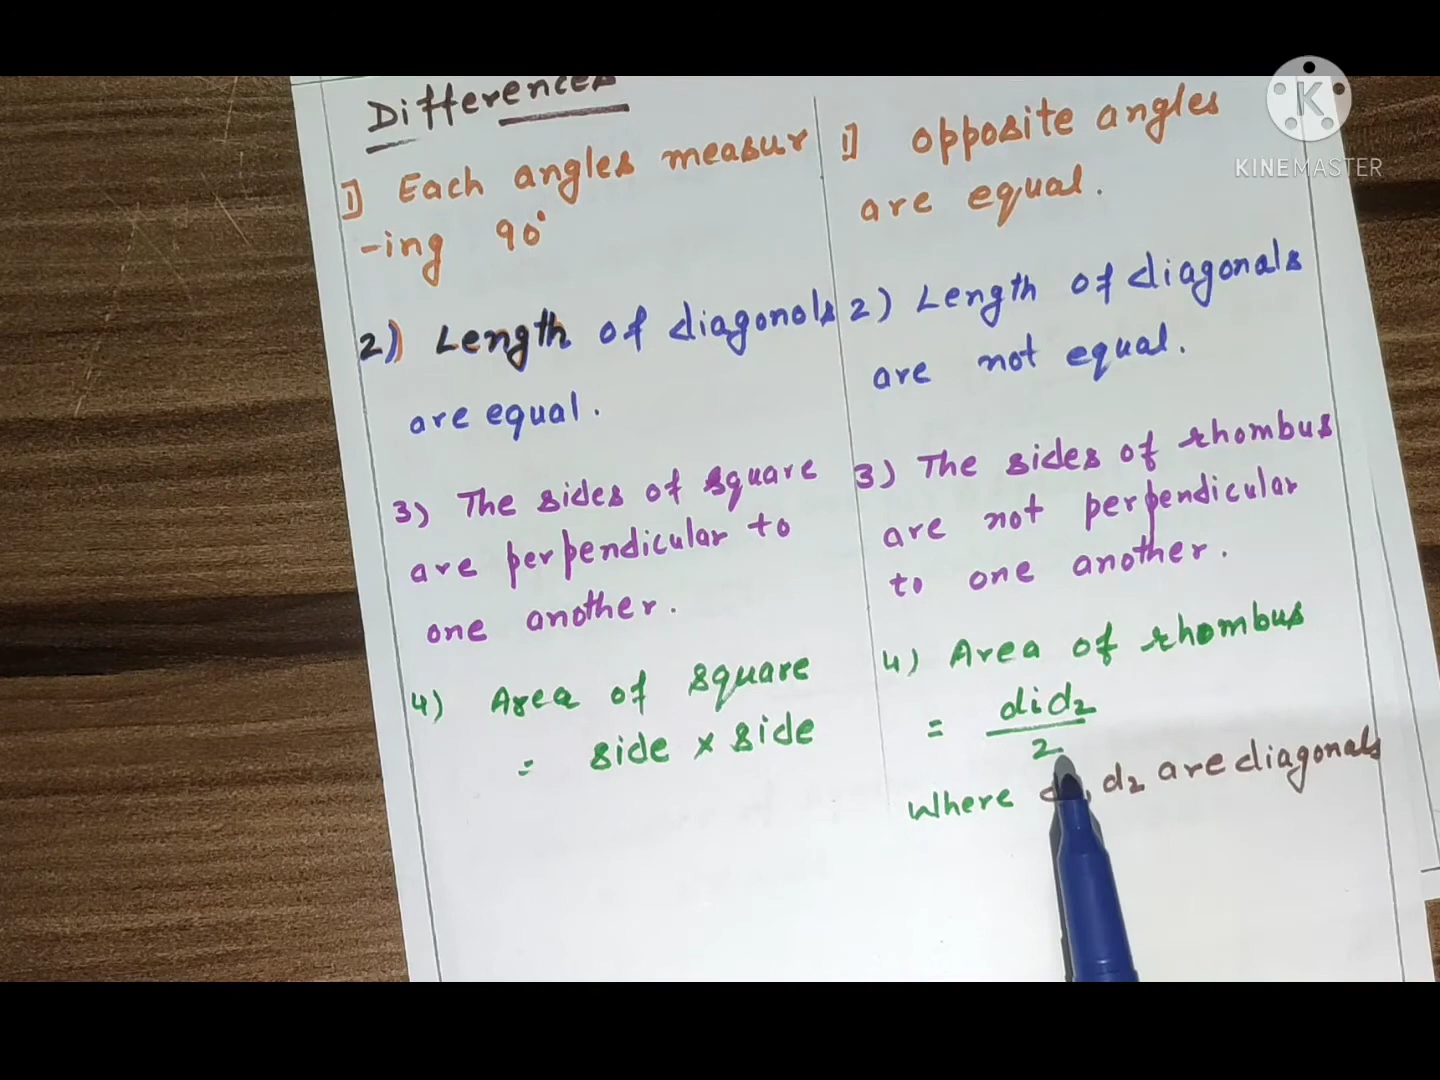 Differences
1) Each angles measur
-ing 90°
2) Length of diagonals
are equal.
3) The sides of square
are perpendicular to
one another.
4) Area of square
= side × side
1) opposite angles
are equal.
2) Length of diagonals
are not equal.
3) The sides of rhombus
are not perpendicular
to one another.
4) Area of rhombus
= d1d2
2
Where , d2 are diagonals
K
KINEMASTER